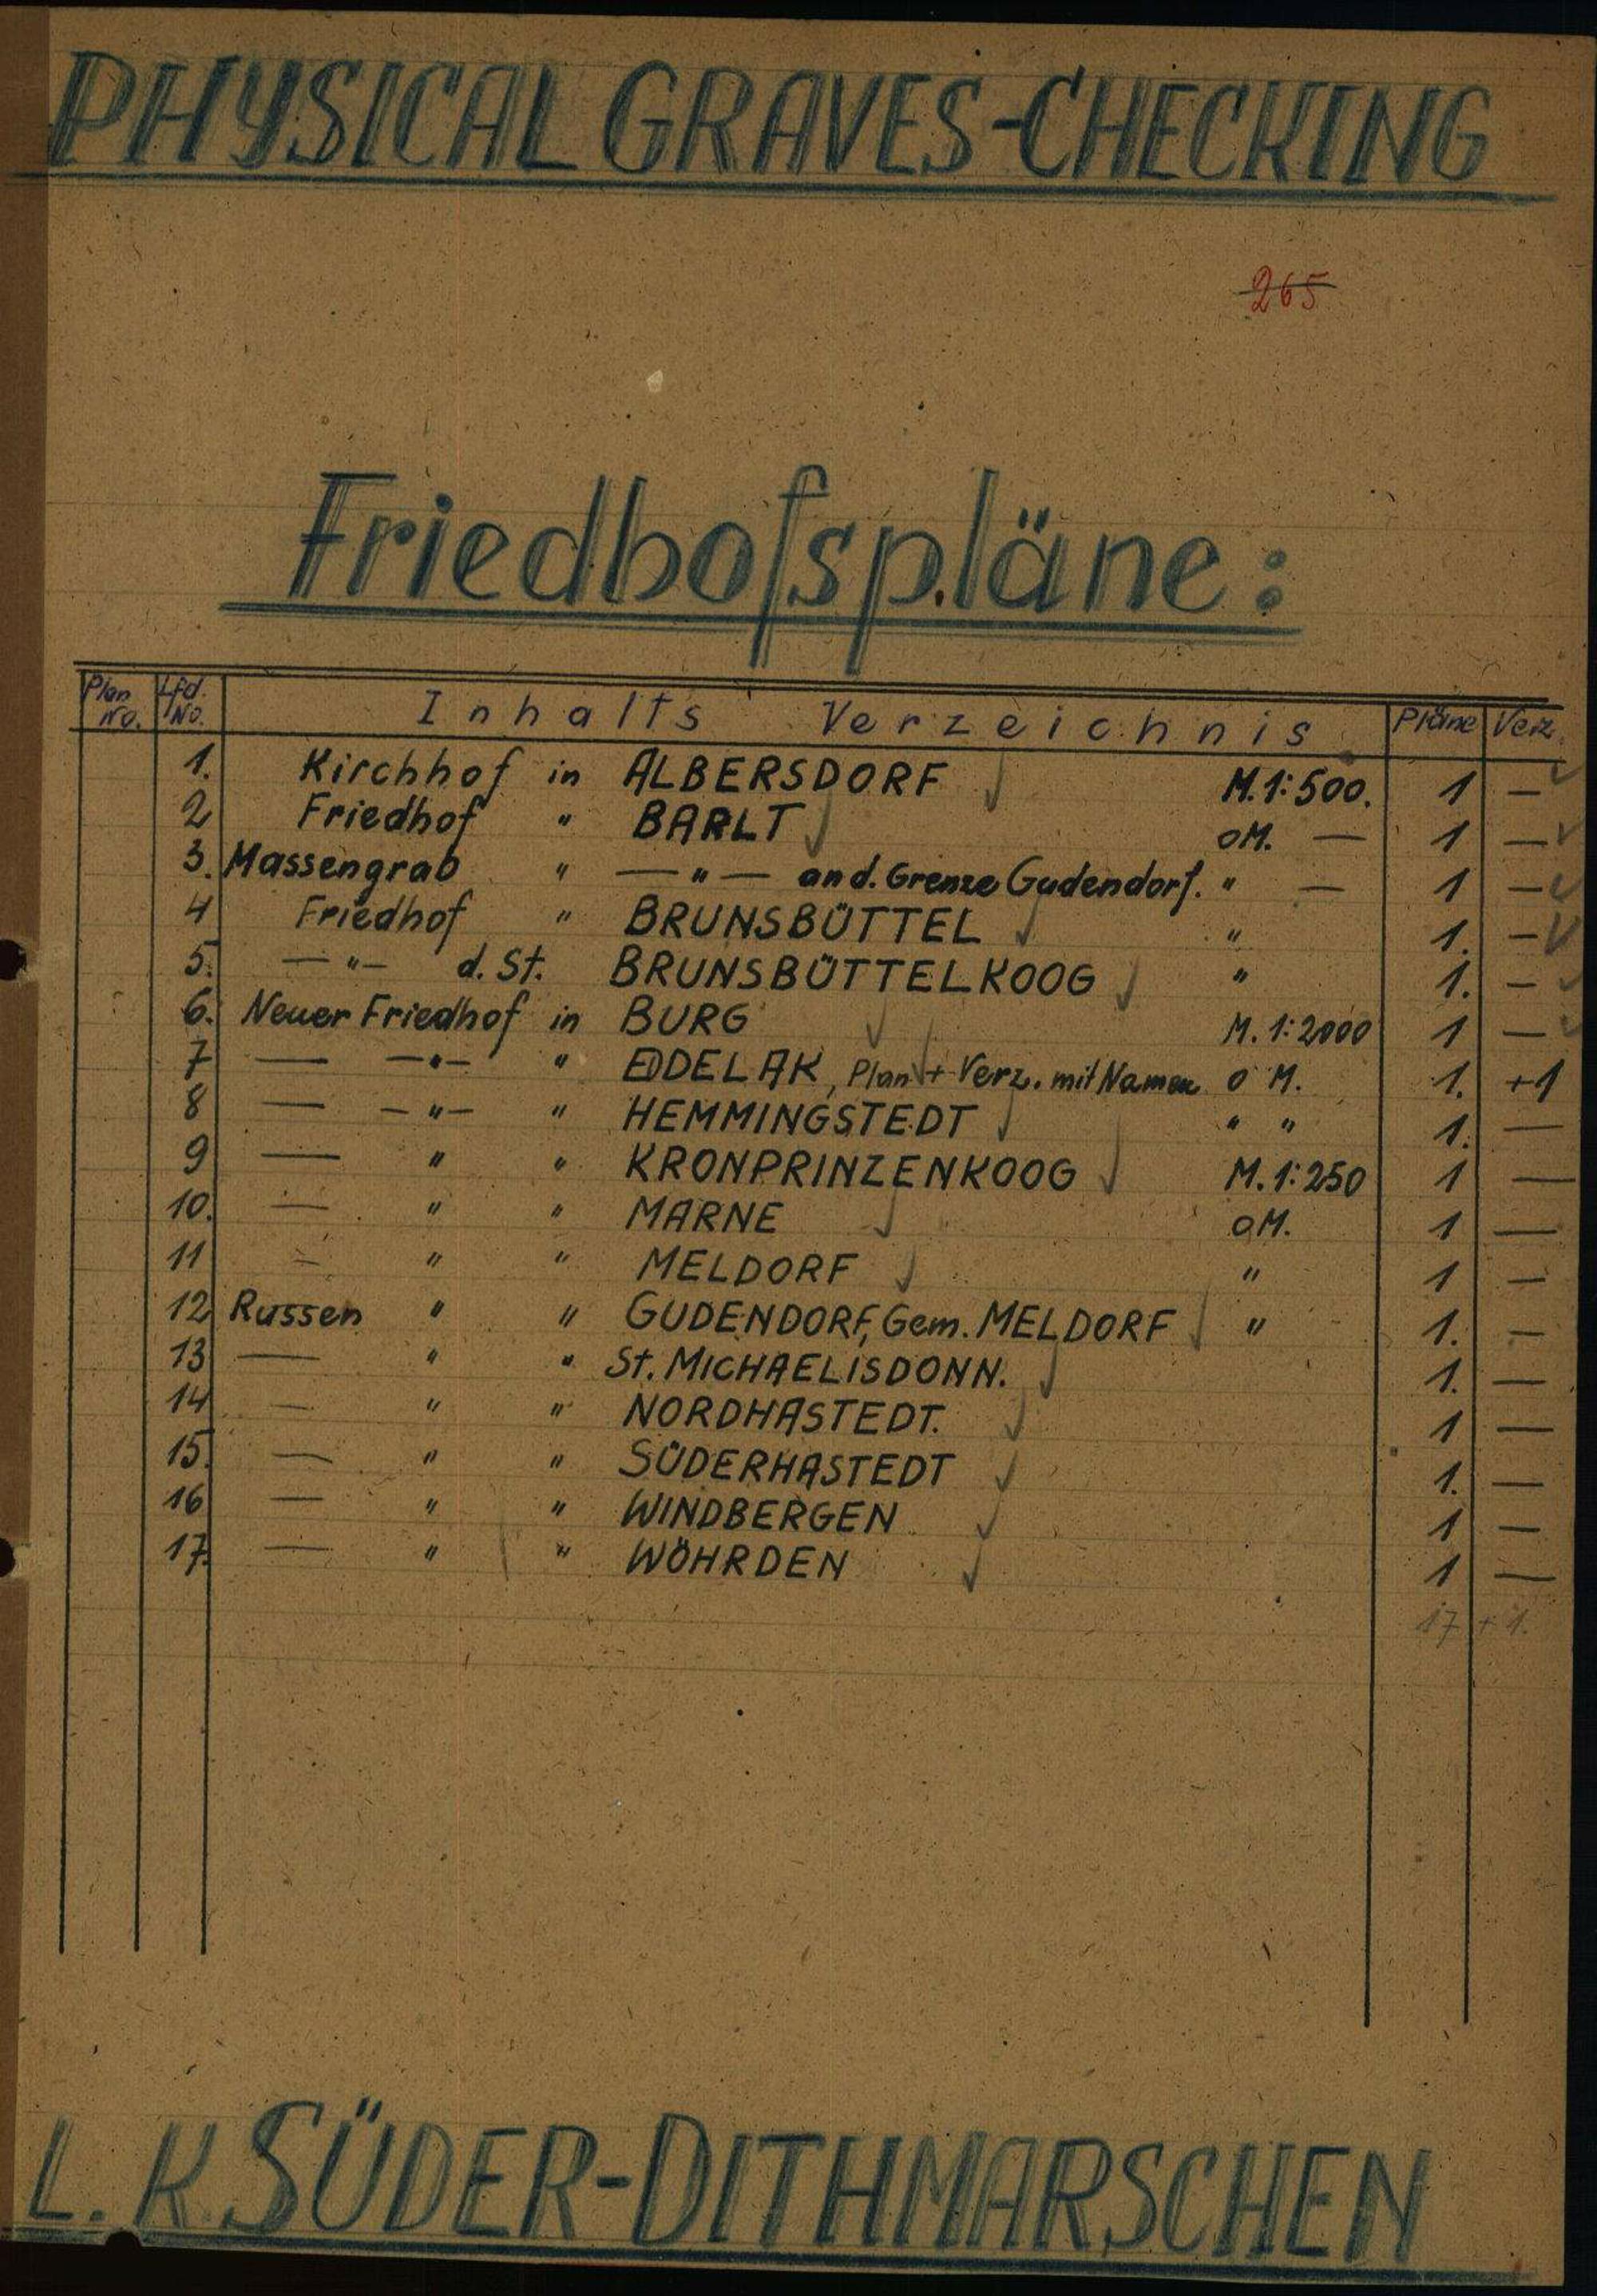 PHYSICAL GRAVES-CHECKING
265
Friedhofspläne:
Plan No. Lfd. No. Inhalts Verzeichnis Pläne Verz.
1. Kirchhof in ALBERSDORF M.1:500. 1 —
2 Friedhof " BARLT oM. — 1 —
3. Massengrab " —"— an d. Grenze Gudendorf. " — 1 —
4 Friedhof " BRUNSBÜTTEL " 1. —
5. —"— d. St. BRUNSBÜTTELKOOG " 1. —
6. Neuer Friedhof in BURG M. 1:2000 1 —
7 — —"— " EDDELAK, Plan + Verz. mit Namen o M. 1. +1
8 — —"— " HEMMINGSTEDT " " 1. —
9 — " " KRONPRINZENKOOG M. 1:250 1 —
10. — " " MARNE oM. 1 —
11 — " " MELDORF " 1 —
12 Russen " " GUDENDORF, Gem. MELDORF " 1. —
13 — " " St. MICHAELISDONN. 1. —
14 — " " NORDHASTEDT. 1 —
15. — " " SÜDERHASTEDT 1. —
16 — " " WINDBERGEN 1 —
17. — " " WÖHRDEN 1 —
17 + 1.
L. K. SÜDER-DITHMARSCHEN